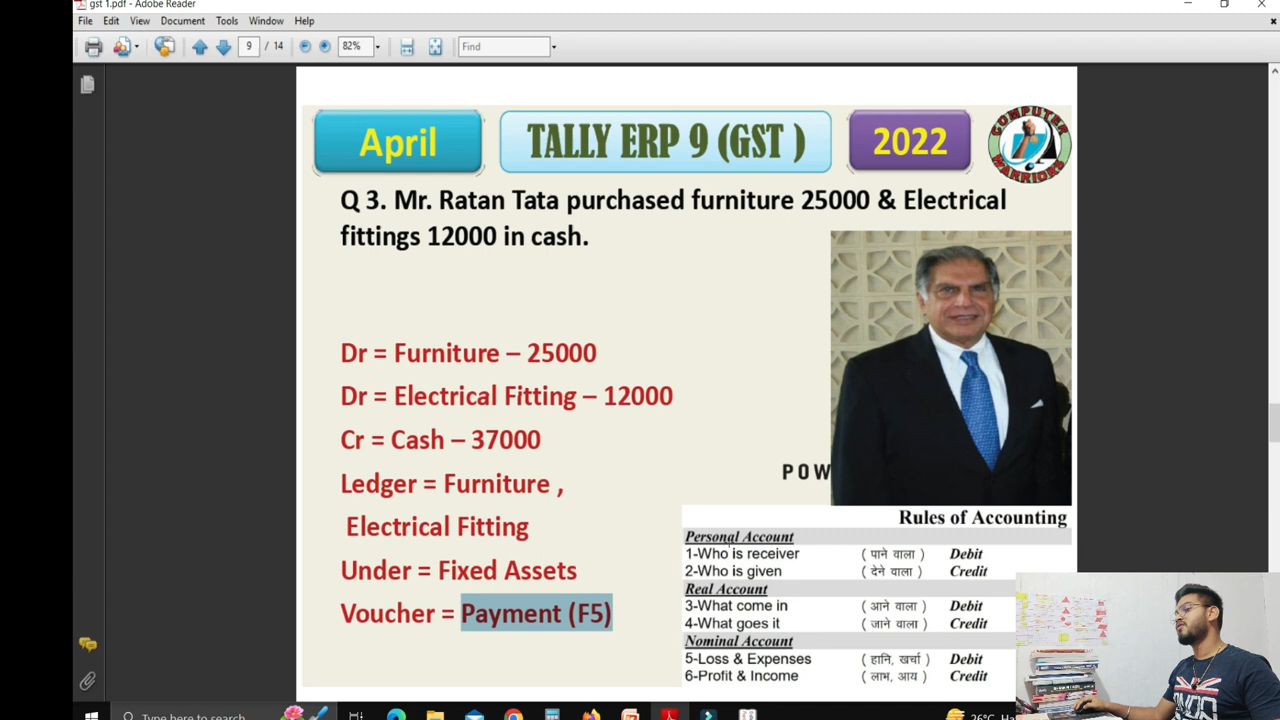 gst 1.pdf - Adobe Reader
File Edit View Document Tools Window Help
9 / 14 82% Find
April TALLY ERP 9 (GST ) 2022
COMPUTER WARRIORS
Q 3. Mr. Ratan Tata purchased furniture 25000 & Electrical
fittings 12000 in cash.
Dr = Furniture – 25000
Dr = Electrical Fitting – 12000
Cr = Cash – 37000
POW
Ledger = Furniture ,
Electrical Fitting
Under = Fixed Assets
Voucher = Payment (F5)
Rules of Accounting
Personal Account
1-Who is receiver ( पाने वाला ) Debit
2-Who is given ( देने वाला ) Credit
Real Account
3-What come in ( आने वाला ) Debit
4-What goes it ( जाने वाला ) Credit
Nominal Account
5-Loss & Expenses ( हानि, खर्चा ) Debit
6-Profit & Income ( लाभ, आय ) Credit
Type here to search
26°C